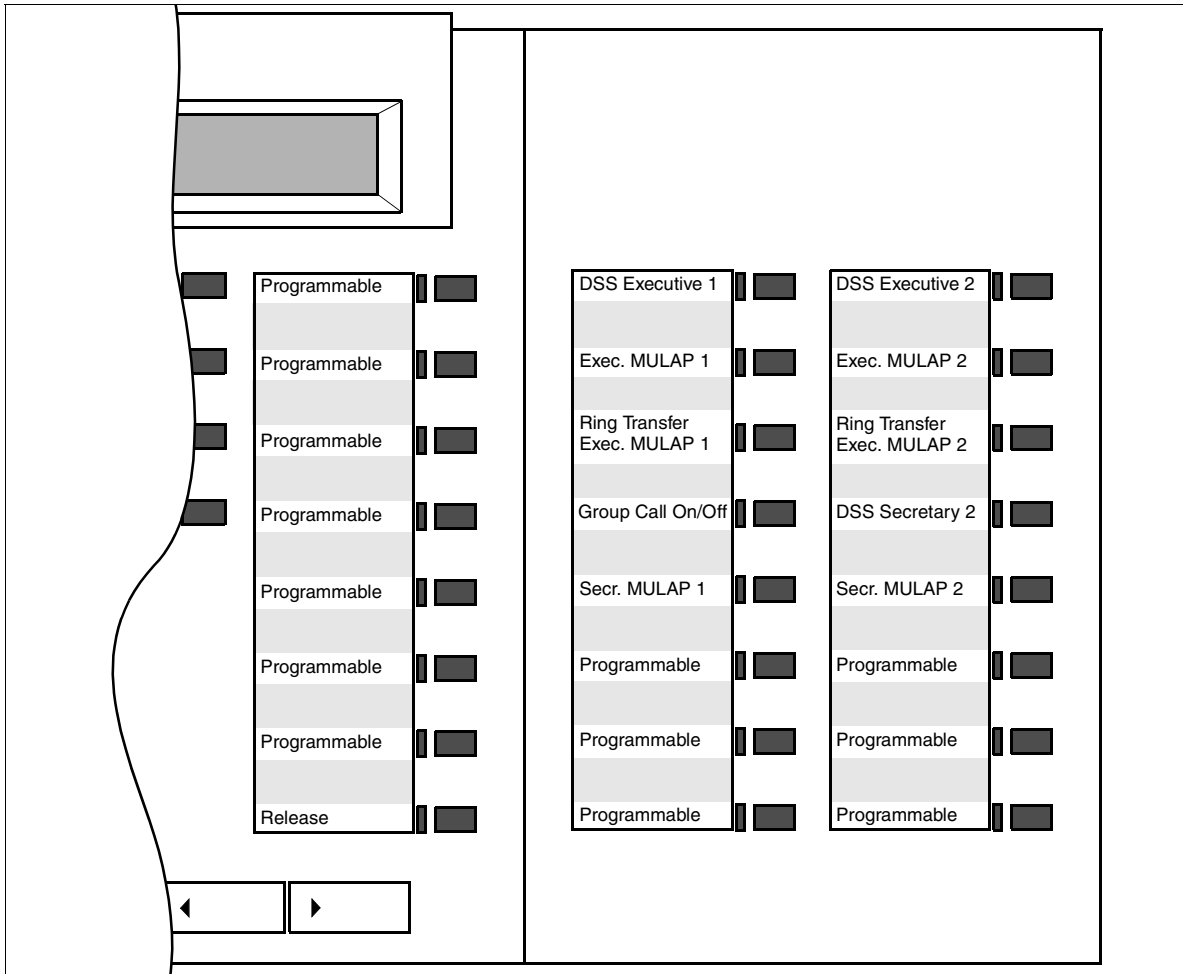 Programmable
Programmable
Programmable
Programmable
Programmable
Programmable
Programmable
Release
DSS Executive 1
Exec. MULAP 1
Ring Transfer
Exec. MULAP 1
Group Call On/Off
Secr. MULAP 1
Programmable
Programmable
Programmable
DSS Executive 2
Exec. MULAP 2
Ring Transfer
Exec. MULAP 2
DSS Secretary 2
Secr. MULAP 2
Programmable
Programmable
Programmable